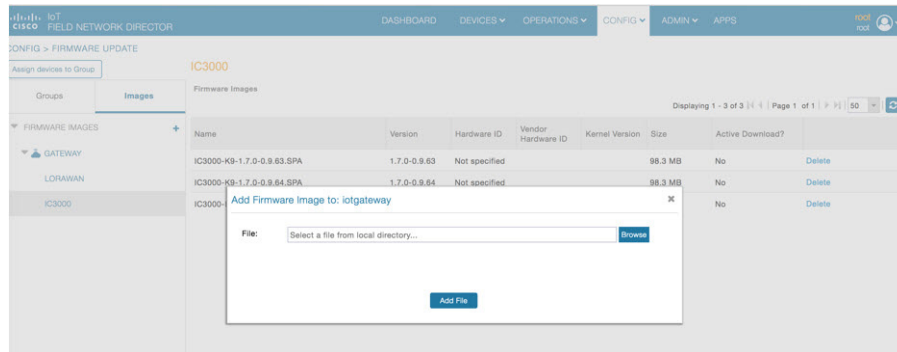 cisco IoT
FIELD NETWORK DIRECTOR
DASHBOARD DEVICES OPERATIONS CONFIG ADMIN APPS
root
root
CONFIG > FIRMWARE UPDATE
Assign devices to Group
IC3000
Groups Images
Firmware Images
Displaying 1 - 3 of 3 Page 1 of 1 50
FIRMWARE IMAGES +
Name Version Hardware ID Vendor Hardware ID Kernel Version Size Active Download?
GATEWAY
IC3000-K9-1.7.0-0.9.63.SPA 1.7.0-0.9.63 Not specified 98.3 MB No Delete
LORAWAN
IC3000-K9-1.7.0-0.9.64.SPA 1.7.0-0.9.64 Not specified 98.3 MB No Delete
IC3000
IC3000- No Delete
Add Firmware Image to: iotgateway
File: Select a file from local directory... Browse
Add File